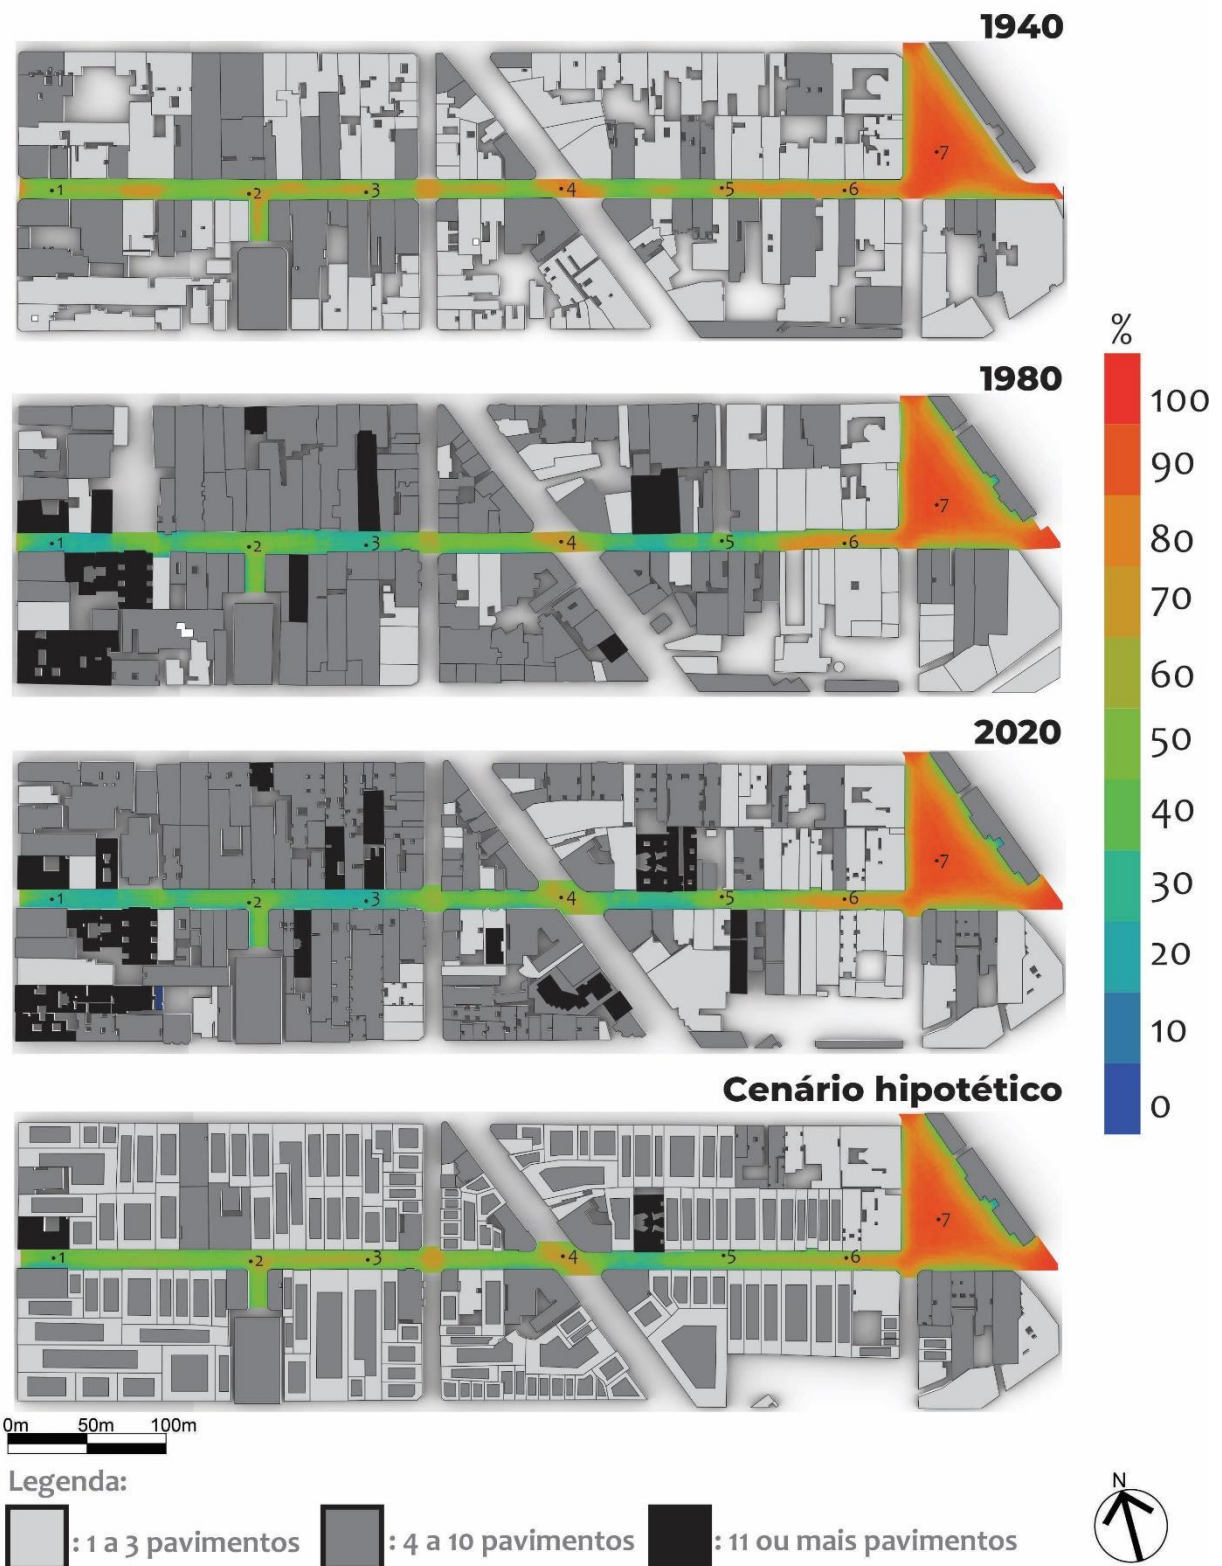 1940
•1 •2 •3 •4 •5 •6 •7
%
1980
100
90
•1 •2 •3 •4 •5 •6 •7
80
70
60
2020
50
40
30
•1 •2 •3 •4 •5 •6 •7
20
10
Cenário hipotético
0
•1 •2 •3 •4 •5 •6 •7
0m 50m 100m
Legenda:
N
: 1 a 3 pavimentos : 4 a 10 pavimentos : 11 ou mais pavimentos